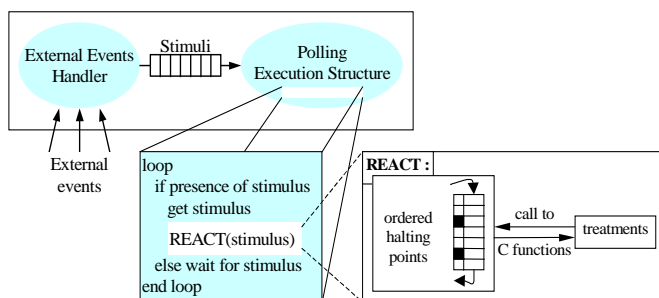 External Events
Handler
Stimuli
Polling
Execution Structure
External
events
loop
if presence of stimulus
get stimulus
REACT(stimulus)
else wait for stimulus
end loop
REACT :
ordered
halting
points
call to
C functions
treatments